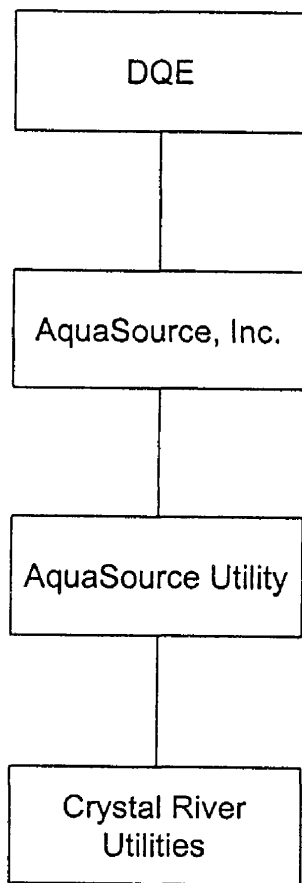 DQE
AquaSource, Inc.
AquaSource Utility
Crystal River
Utilities